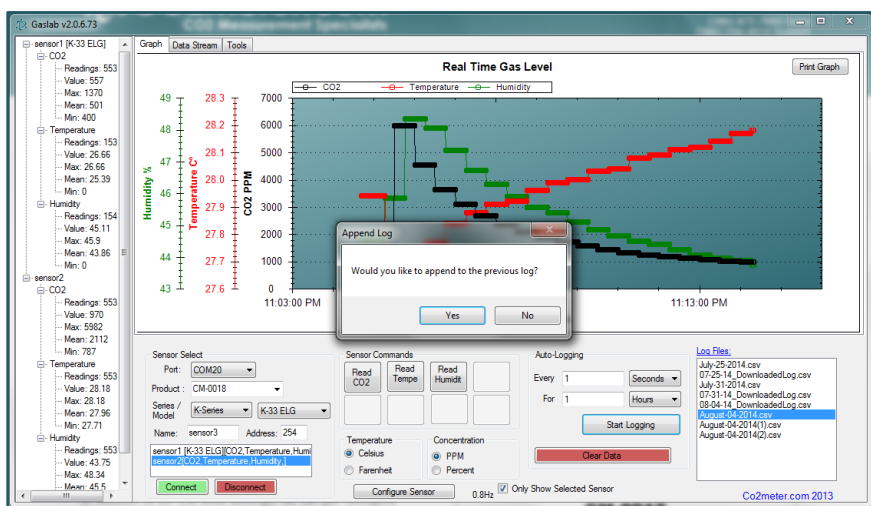 Gaslab v2.0.6.73
CO2 Measurement Specialists
sensor1 [K-33 ELG]
CO2
Readings: 553
Value: 557
Max: 1370
Mean: 501
Min: 400
Temperature
Readings: 153
Value: 26.66
Max: 26.66
Mean: 25.39
Min: 0
Humidity
Readings: 154
Value: 45.11
Max: 45.9
Mean: 43.86
Min: 0
sensor2
CO2
Readings: 553
Value: 970
Max: 5982
Mean: 2112
Min: 787
Temperature
Readings: 553
Value: 28.18
Max: 28.18
Mean: 27.96
Min: 27.71
Humidity
Readings: 553
Value: 43.75
Max: 48.34
Mean: 45.5
Graph Data Stream Tools
Real Time Gas Level
Print Graph
CO2 Temperature Humidity
49 28.3 7000
48 28.2 6000
28.1 5000
47
28.0 4000
46
27.9 3000
45
27.8 2000
44
27.7 1000
43 27.6 0
Humidity %
Temperature C°
CO2 PPM
11:03:00 PM 11:13:00 PM
Append Log
Would you like to append to the previous log?
Yes No
Sensor Select
Port: COM20
Product : CM-0018
Series / Model K-Series K-33 ELG
Name: sensor3 Address: 254
sensor1 [K-33 ELG][CO2,Temperature,Humi
sensor2[CO2,Temperature,Humidity,]
Connect Disconnect
Sensor Commands
Read CO2
Read Tempe
Read Humidit
Temperature
Celsius
Farenheit
Concentration
PPM
Percent
Configure Sensor
0.8Hz Only Show Selected Sensor
Auto-Logging
Every 1 Seconds
For 1 Hours
Start Logging
Clear Data
Log Files:
July-25-2014.csv
07-25-14_DownloadedLog.csv
July-31-2014.csv
07-31-14_DownloadedLog.csv
08-04-14_DownloadedLog.csv
August-04-2014.csv
August-04-2014(1).csv
August-04-2014(2).csv
Co2meter.com 2013